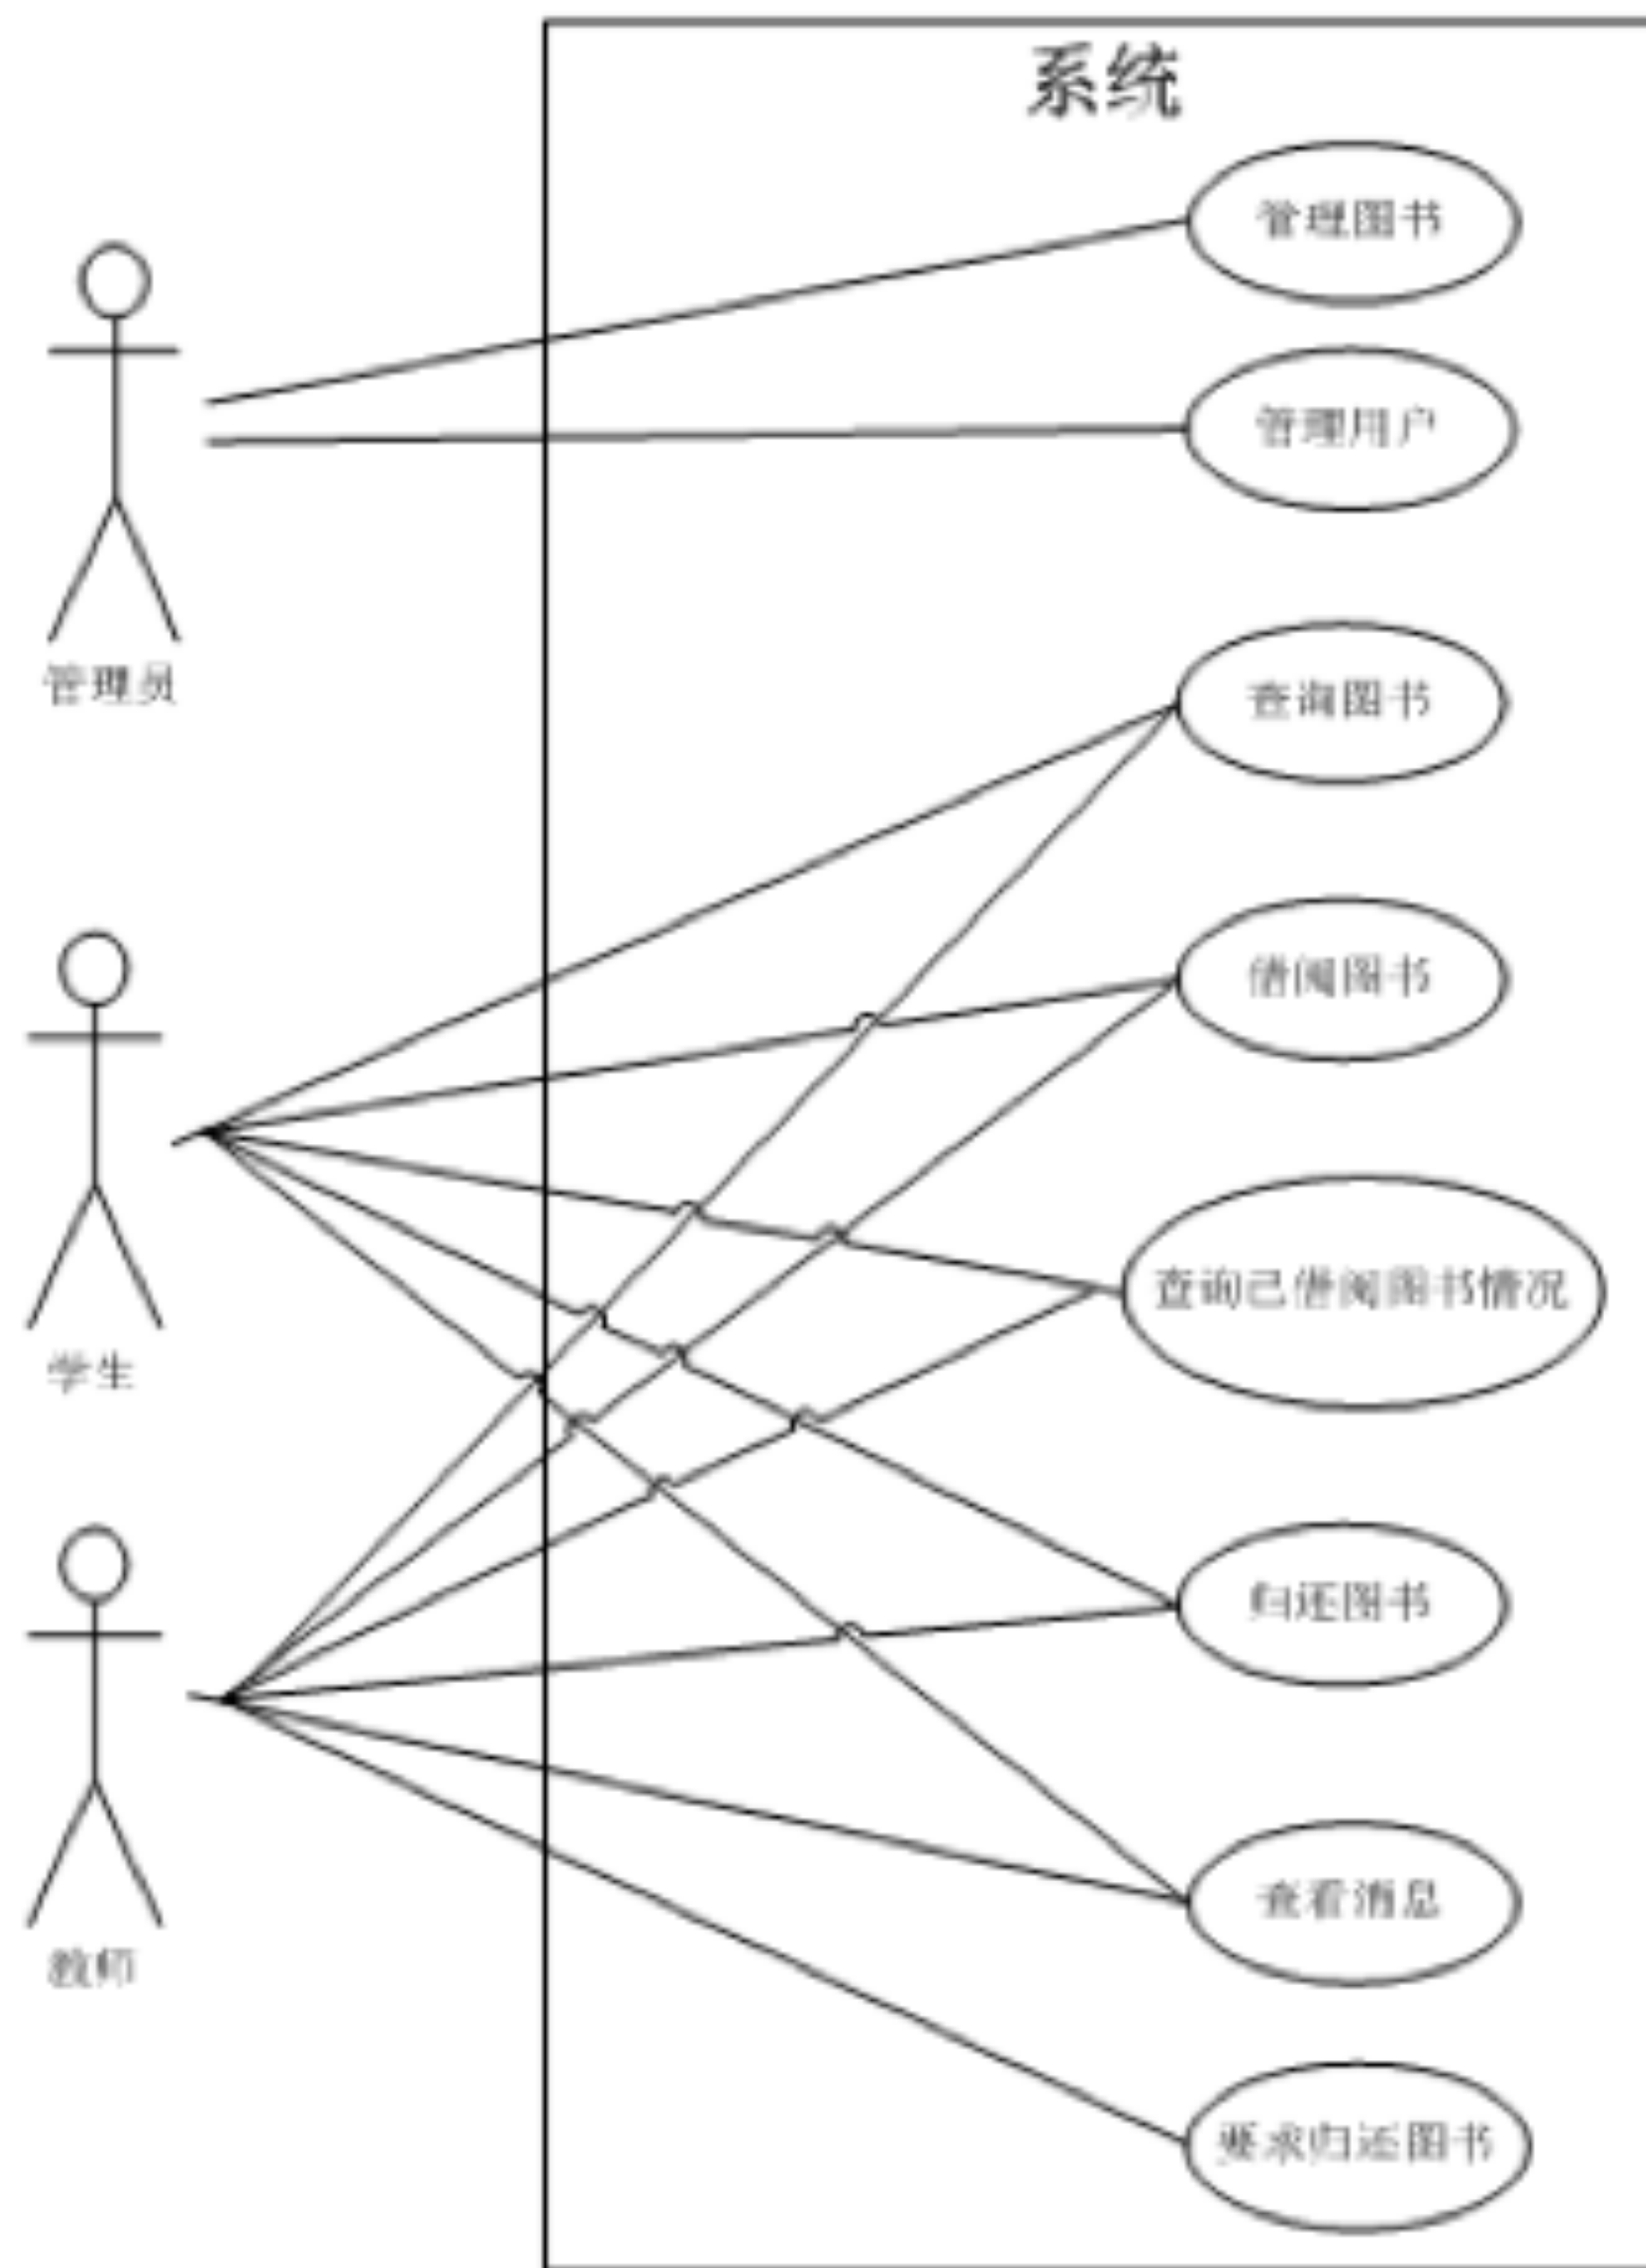 系统
管理图书
管理用户
管理员
查询图书
借阅图书
查询已借阅图书情况
学生
归还图书
查看消息
教师
要求归还图书